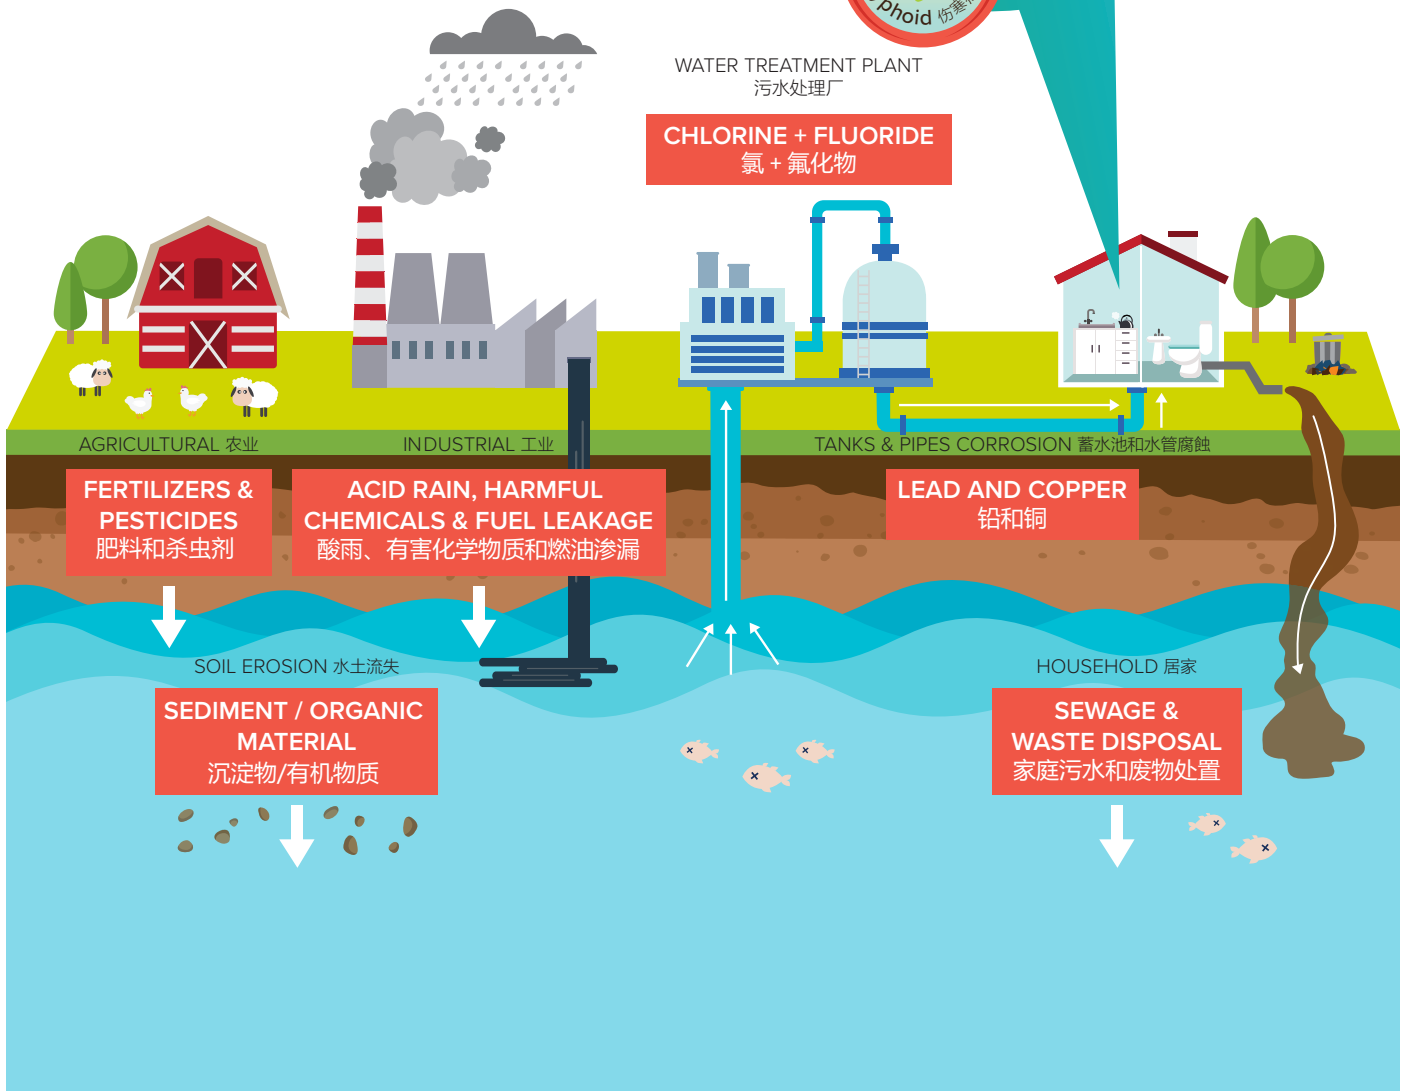 phoid 伤寒
WATER TREATMENT PLANT
污水处理厂
CHLORINE + FLUORIDE
氯 + 氟化物
AGRICULTURAL 农业
INDUSTRIAL 工业
TANKS & PIPES CORROSION 蓄水池和水管腐蝕
FERTILIZERS &
PESTICIDES
肥料和杀虫剂
ACID RAIN, HARMFUL
CHEMICALS & FUEL LEAKAGE
酸雨、有害化学物质和燃油渗漏
LEAD AND COPPER
铅和铜
SOIL EROSION 水土流失
SEDIMENT / ORGANIC
MATERIAL
沉淀物/有机物质
HOUSEHOLD 居家
SEWAGE &
WASTE DISPOSAL
家庭污水和废物处置